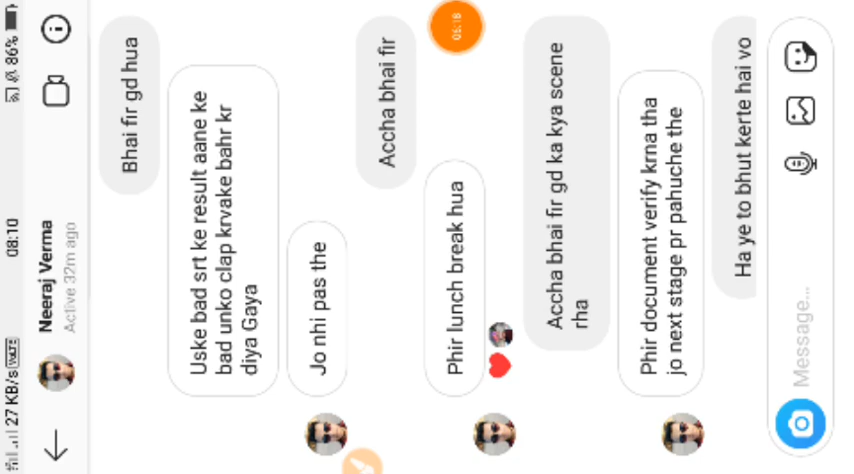 27 KB/s VoLTE 08:10 86%
Neeraj Verma
Active 32m ago
Bhai fir gd hua
Uske bad srt ke result aane ke
bad unko clap krvake bahr kr
diya Gaya
Jo nhi pas the
Accha bhai fir
05:18
Phir lunch break hua
Accha bhai fir gd ka kya scene
rha
Phir document verify krna tha
jo next stage pr pahuche the
Ha ye to bhut kerte hai vo
Message...